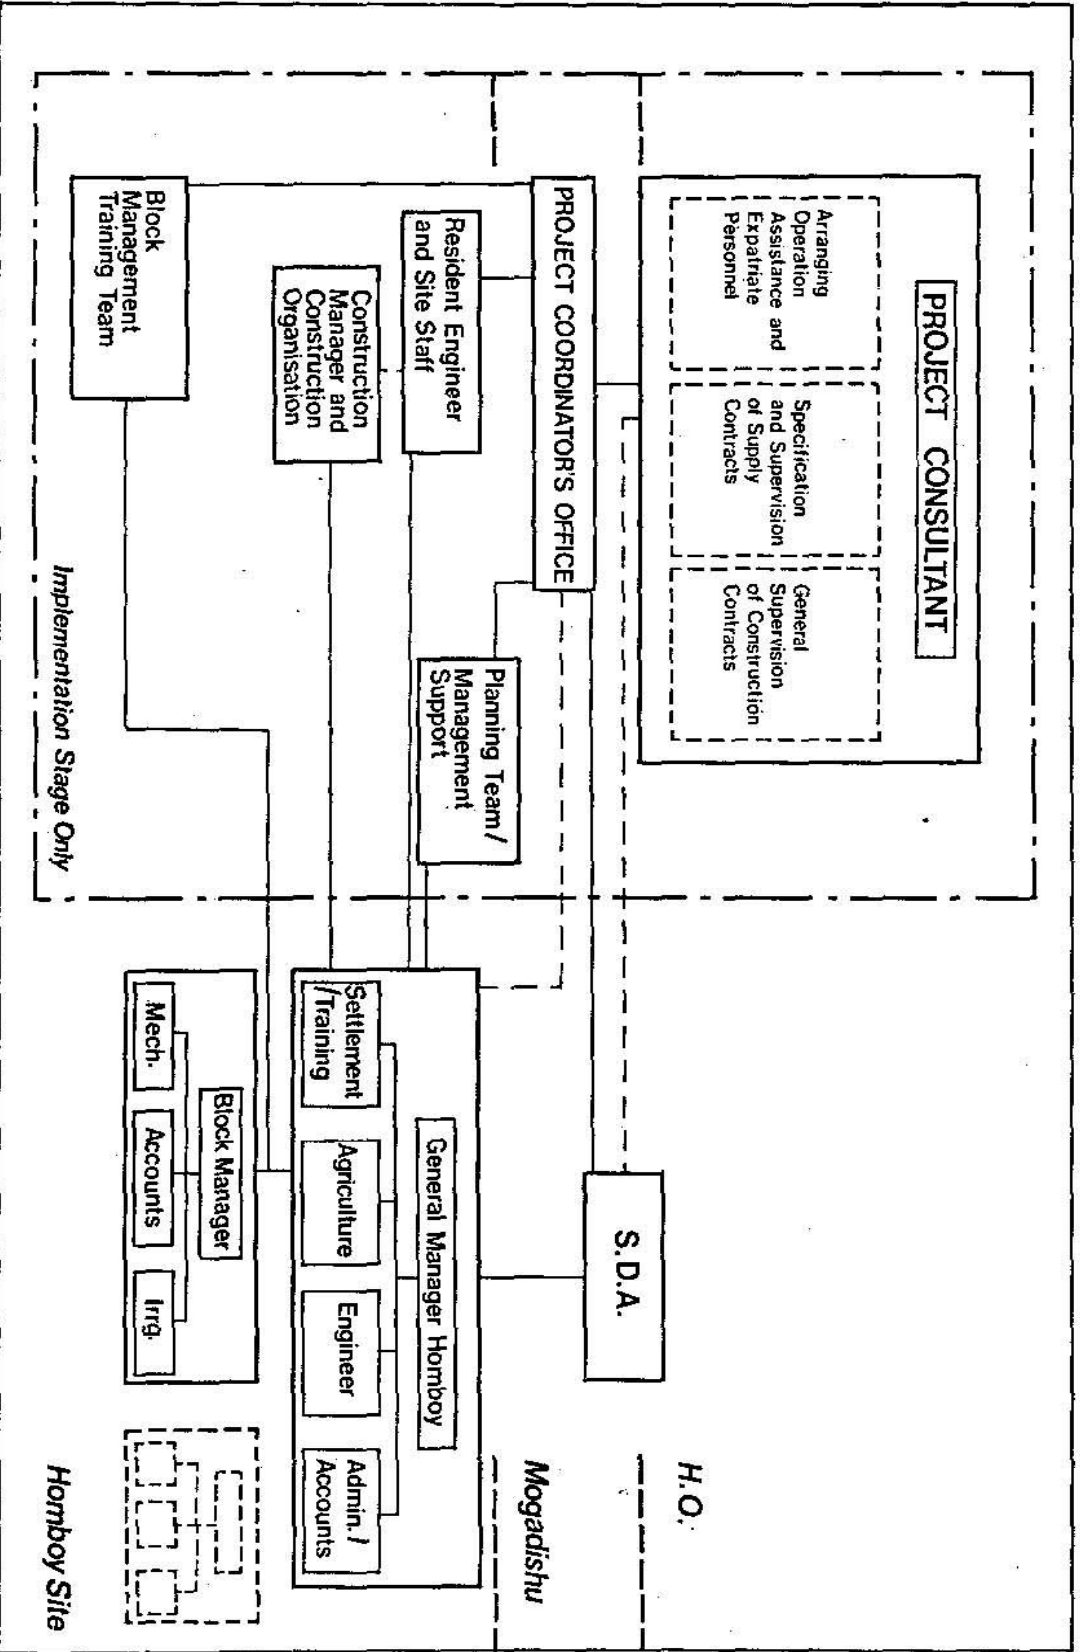 PROJECT CONSULTANT
Arranging
Operation
Assistance and
Expatriate
Personnel
Specification
and Supervision
of Supply
Contracts
General
Supervision
of Construction
Contracts
H.O.
PROJECT COORDINATOR'S OFFICE
S.D.A.
Mogadishu
Resident Engineer
and Site Staff
Planning Team/
Management
Support
Construction
Manager and
Construction
Organisation
General Manager Homboy
Settlement
/Training
Agriculture
Engineer
Admin./
Accounts
Block
Management
Training Team
Block Manager
Mech.
Accounts
Irrg.
Implementation Stage Only
Homboy Site